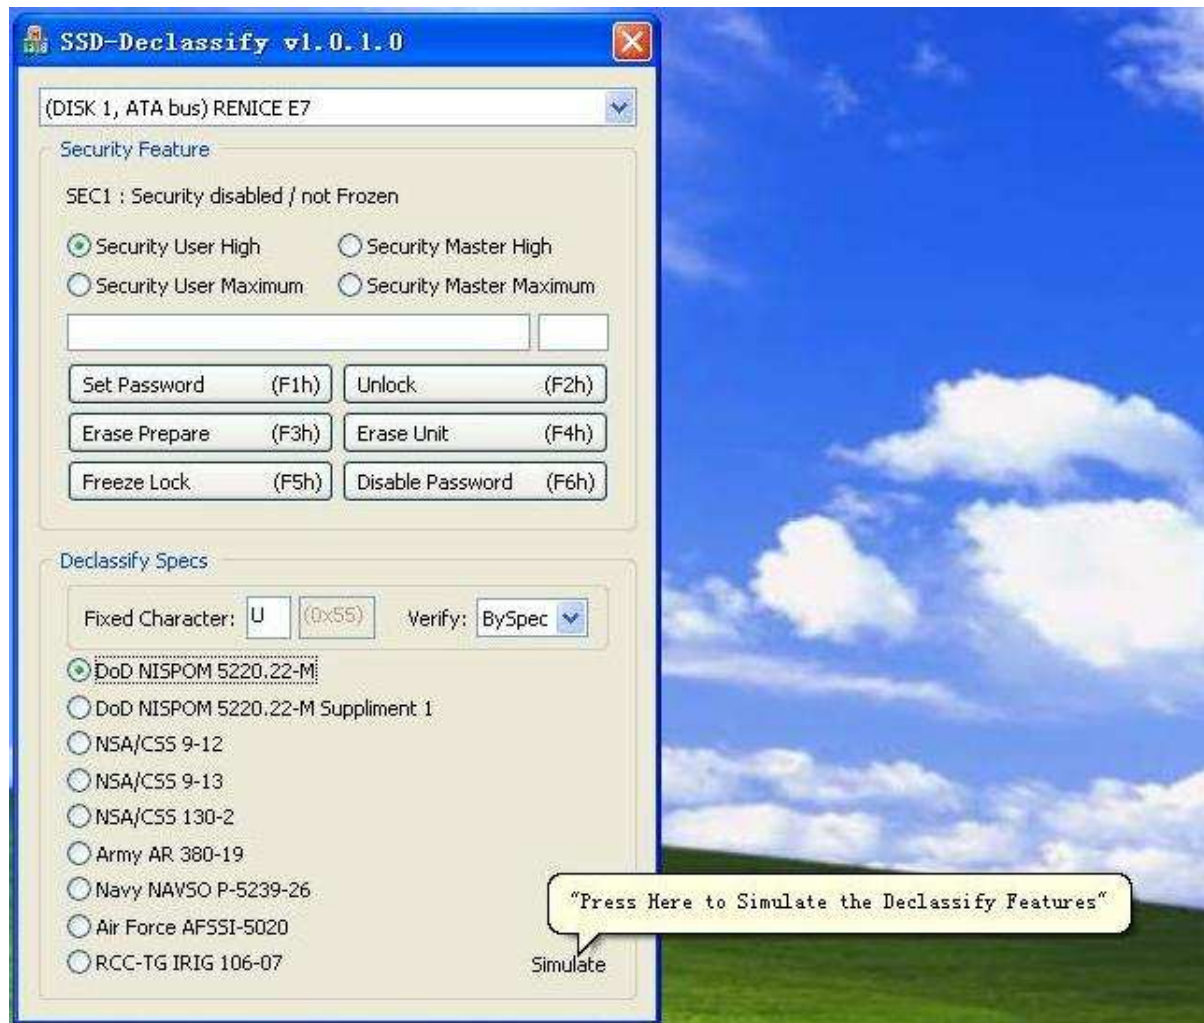 SSD-Declassify v1.0.1.0
(DISK 1, ATA bus) RENICE E7
Security Feature
SEC1 : Security disabled / not Frozen
Security User High Security Master High
Security User Maximum Security Master Maximum
Set Password (F1h) Unlock (F2h)
Erase Prepare (F3h) Erase Unit (F4h)
Freeze Lock (F5h) Disable Password (F6h)
Declassify Specs
Fixed Character: U (0x55) Verify: BySpec
DoD NISPOM 5220.22-M
DoD NISPOM 5220.22-M Suppliment 1
NSA/CSS 9-12
NSA/CSS 9-13
NSA/CSS 130-2
Army AR 380-19
Navy NAVSO P-5239-26
"Press Here to Simulate the Declassify Features"
Air Force AFSSI-5020
RCC-TG IRIG 106-07 Simulate